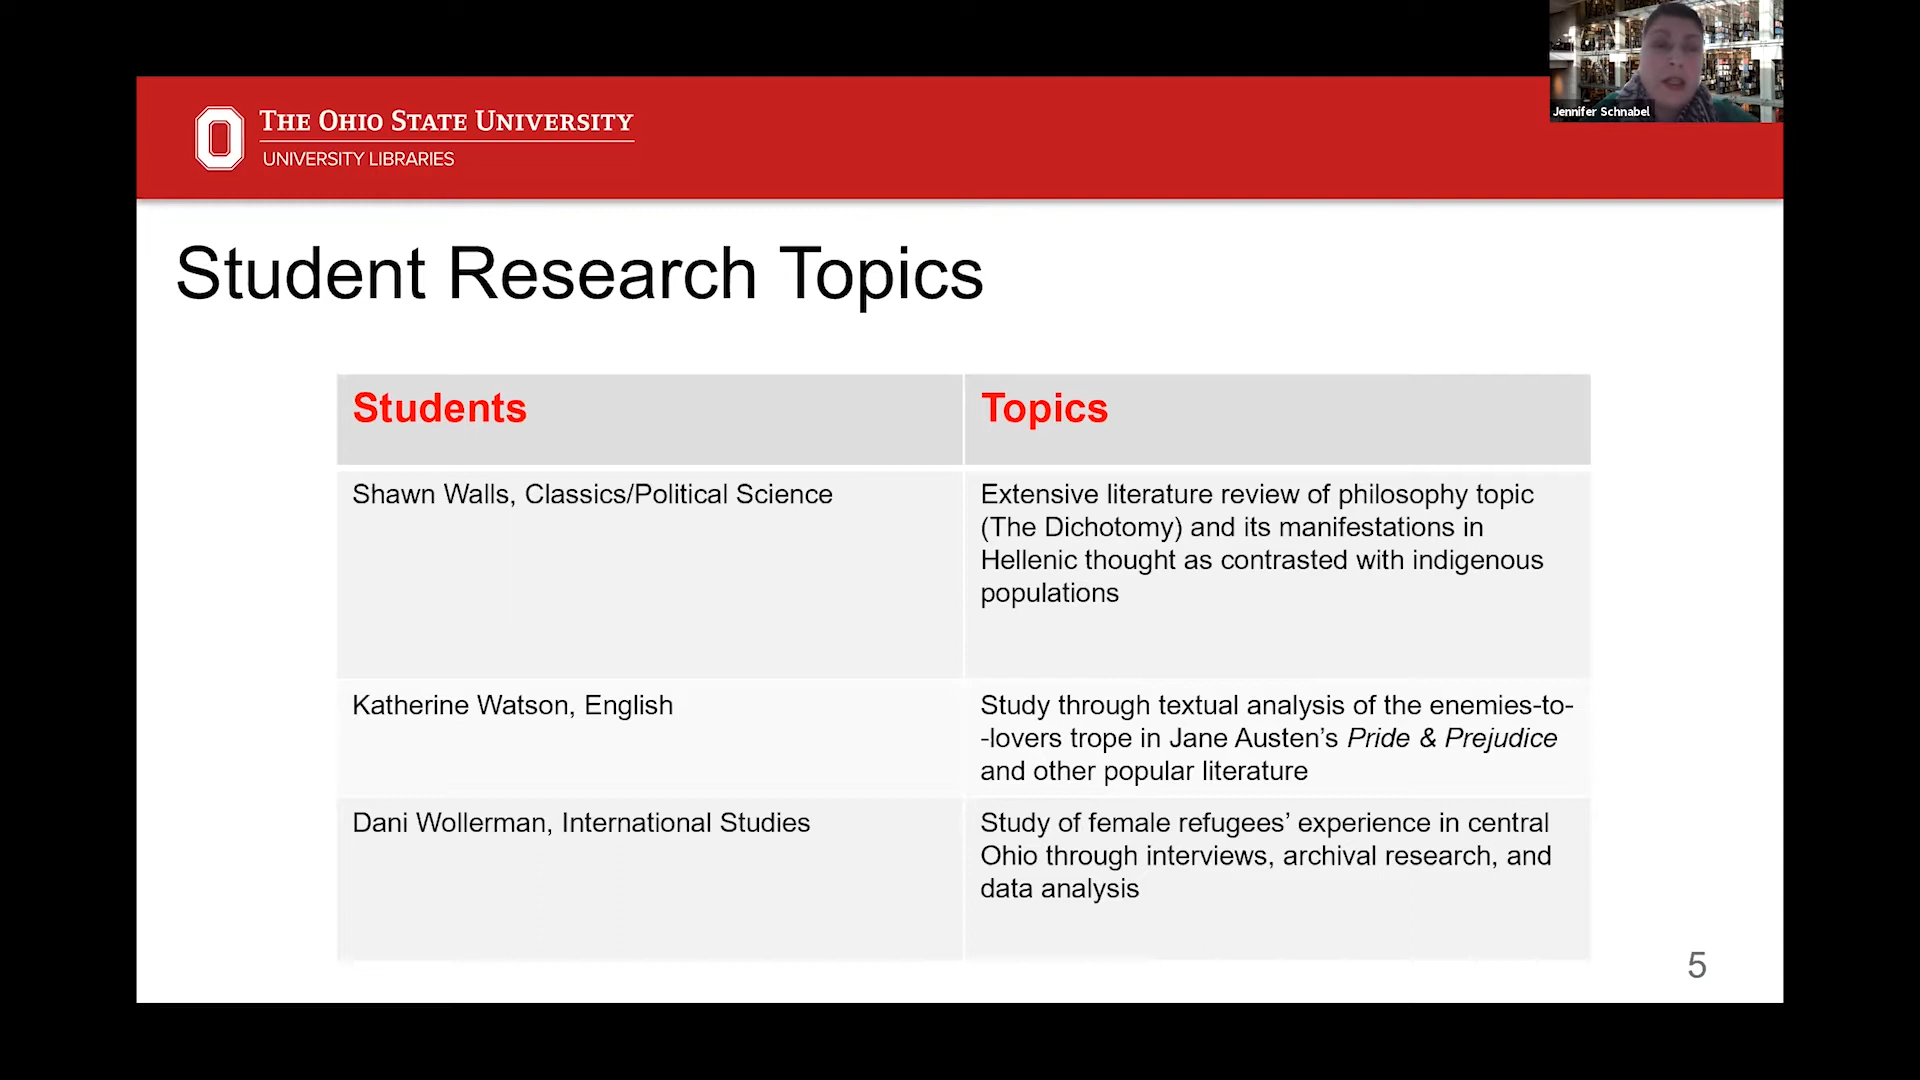 Jennifer Schnabel
THE OHIO STATE UNIVERSITY
UNIVERSITY LIBRARIES
Student Research Topics
Students
Topics
Shawn Walls, Classics/Political Science
Extensive literature review of philosophy topic
(The Dichotomy) and its manifestations in
Hellenic thought as contrasted with indigenous
populations
Katherine Watson, English
Study through textual analysis of the enemies-to-
-lovers trope in Jane Austen’s Pride & Prejudice
and other popular literature
Dani Wollerman, International Studies
Study of female refugees’ experience in central
Ohio through interviews, archival research, and
data analysis
5